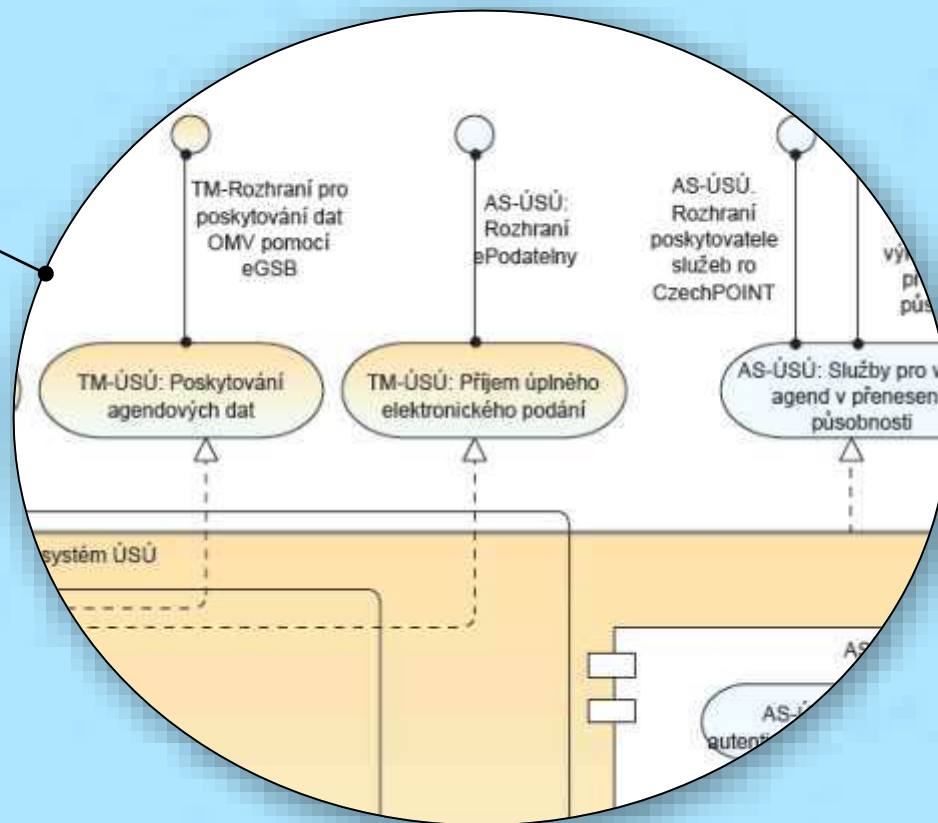 TM-Rozhraní pro
poskytování dat
OMV pomocí
eGSB
AS-ÚSÚ:
Rozhraní
ePodatelny
AS-ÚSÚ.
Rozhraní
poskytovatele
služeb ro
CzechPOINT
TM-ÚSÚ: Poskytování
agendových dat
TM-ÚSÚ: Příjem úplného
elektronického podání
AS-ÚSÚ: Služby pro v
agend v přenesen
působnosti
systém ÚSÚ